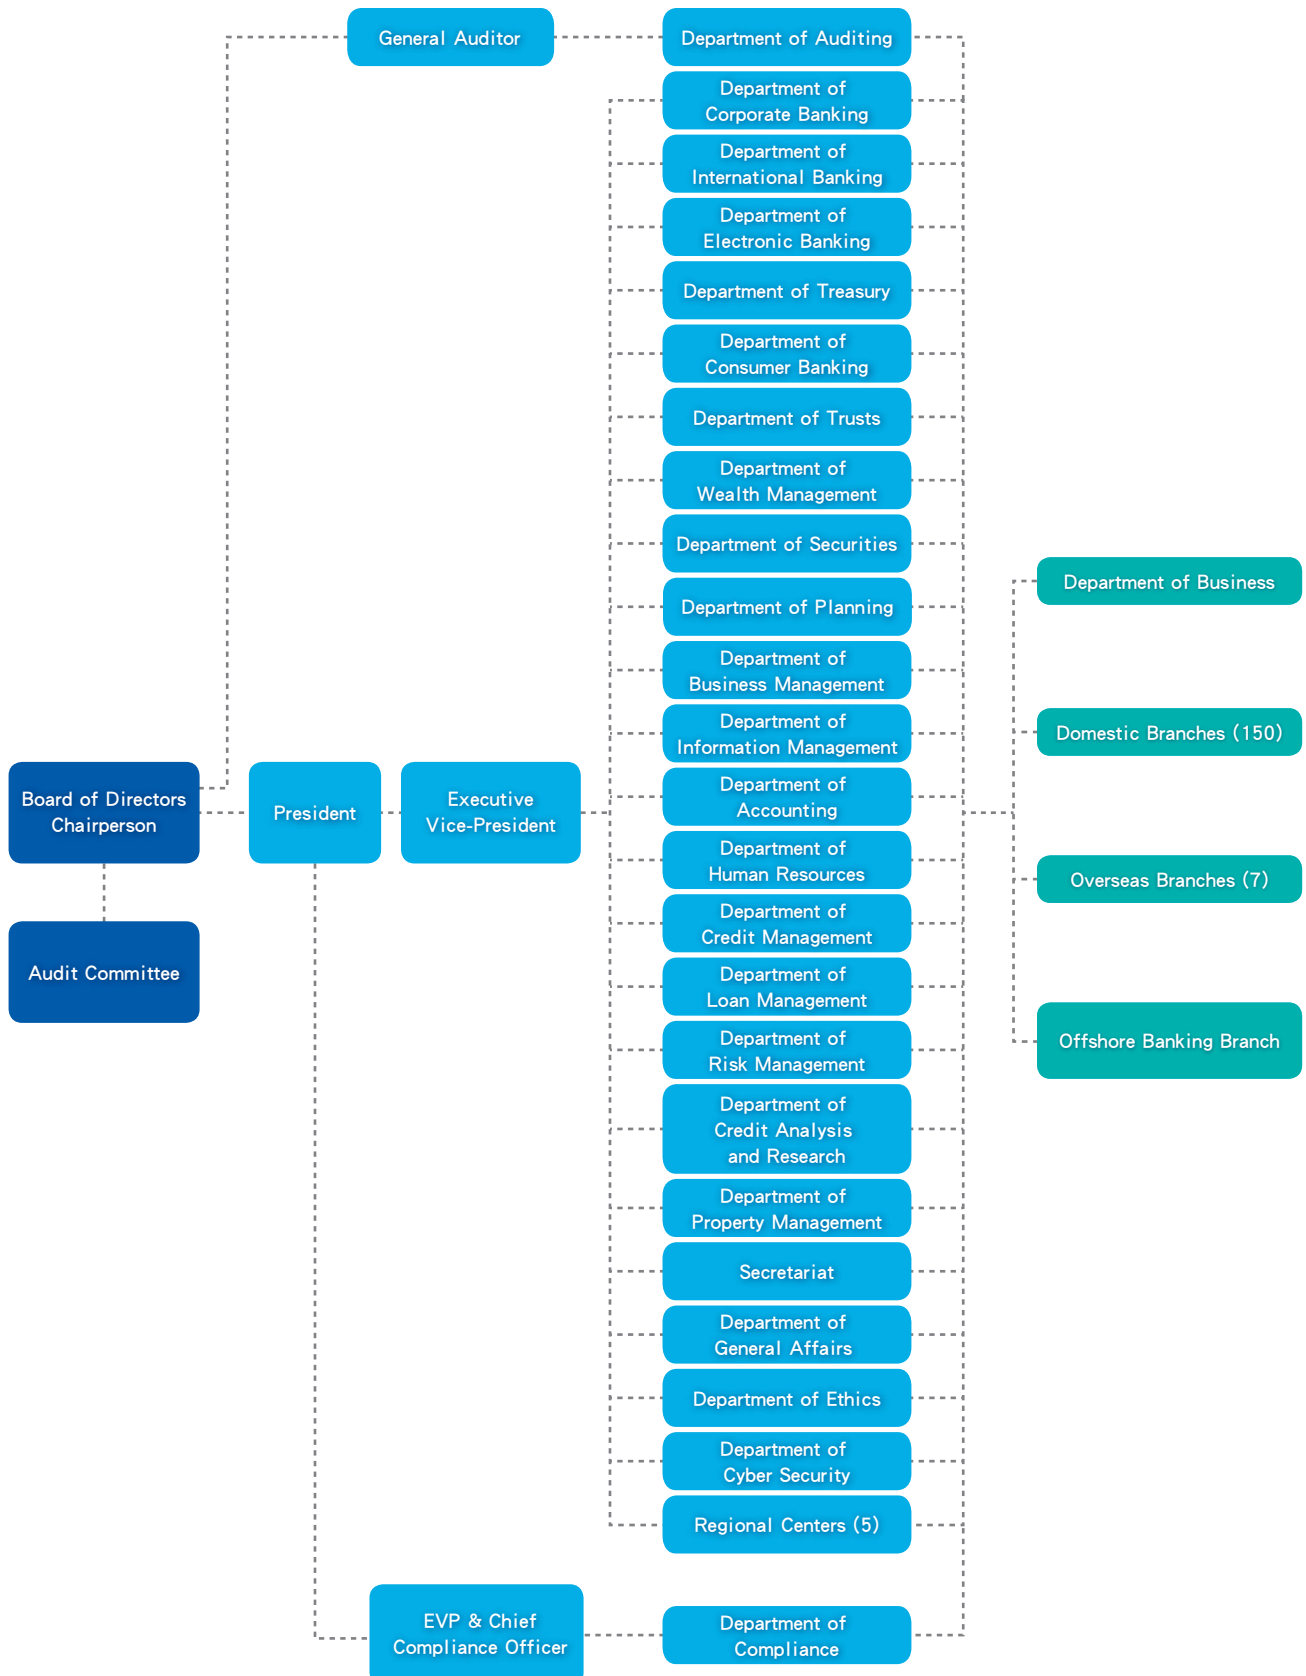 General Auditor
Department of Auditing
Department of
Corporate Banking
Department of
International Banking
Department of
Electronic Banking
Department of Treasury
Department of
Consumer Banking
Department of Trusts
Department of
Wealth Management
Department of Securities
Department of Planning
Department of
Business Management
Department of
Information Management
Department of
Accounting
Department of
Human Resources
Department of
Credit Management
Department of
Loan Management
Department of
Risk Management
Department of
Credit Analysis
and Research
Department of
Property Management
Secretariat
Department of
General Affairs
Department of Ethics
Department of
Cyber Security
Regional Centers (5)
Department of
Compliance
Board of Directors
Chairperson
President
Executive
Vice-President
Audit Committee
EVP & Chief
Compliance Officer
Department of Business
Domestic Branches (150)
Overseas Branches (7)
Offshore Banking Branch